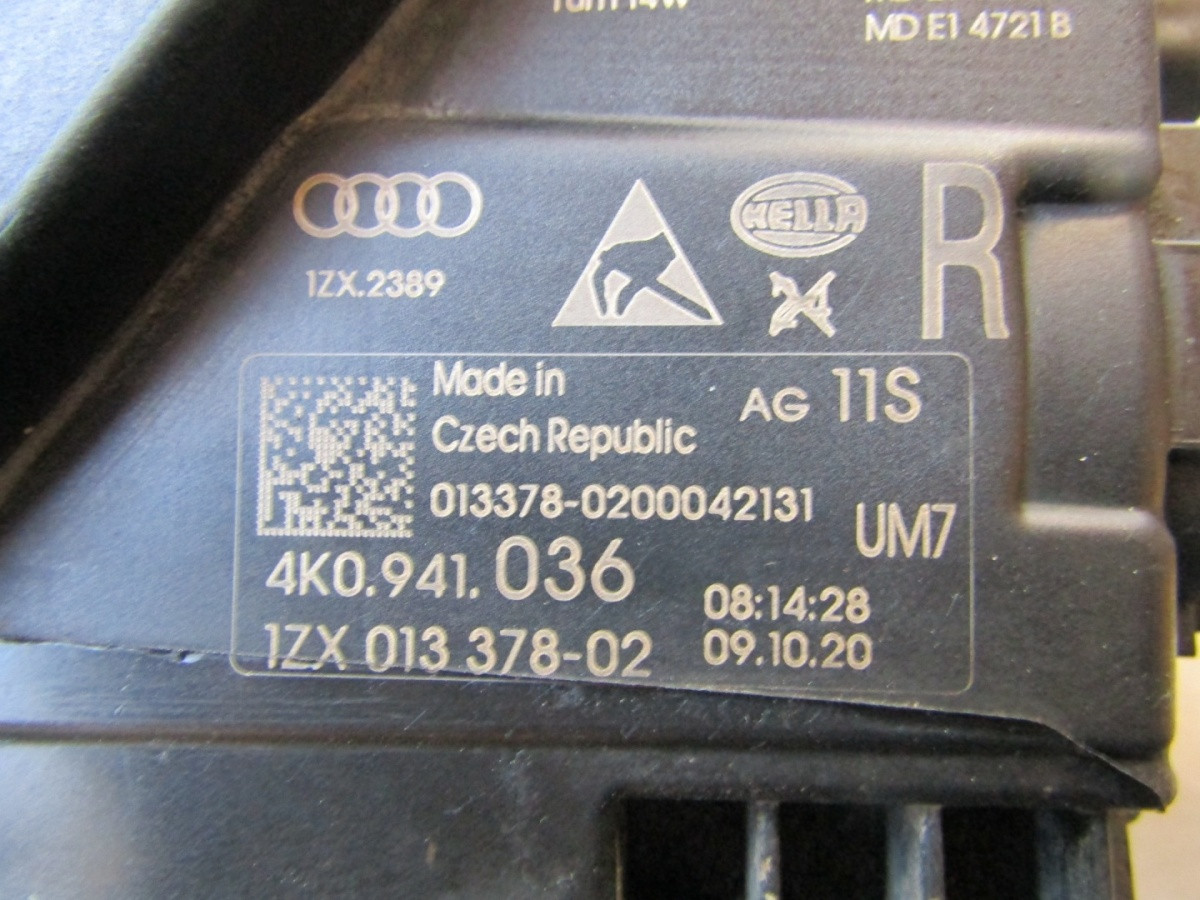 MD E1 4721 B
HELLA
R
1ZX.2389
24
Made in
Czech Republic
AG 11S
013378-0200042131
UM7
4K0.941.036
08:14:28
1ZX 013 378-02
09.10.20